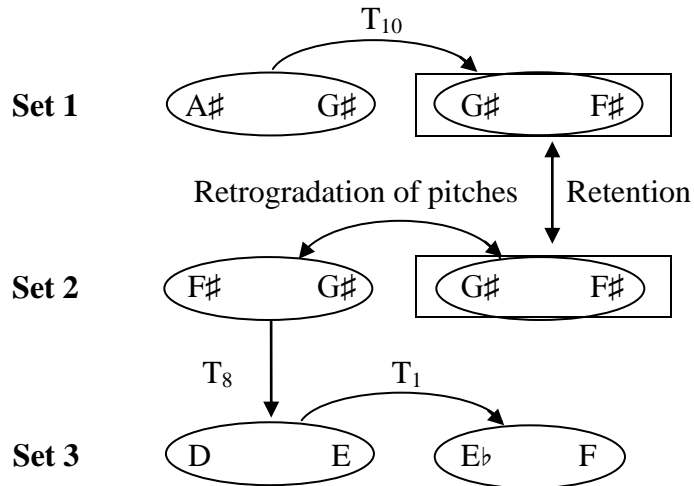 T₁₀
Set 1 A♯ G♯ G♯ F♯
Retrogradation of pitches Retention
Set 2 F♯ G♯ G♯ F♯
T₈ T₁
Set 3 D E E♭ F